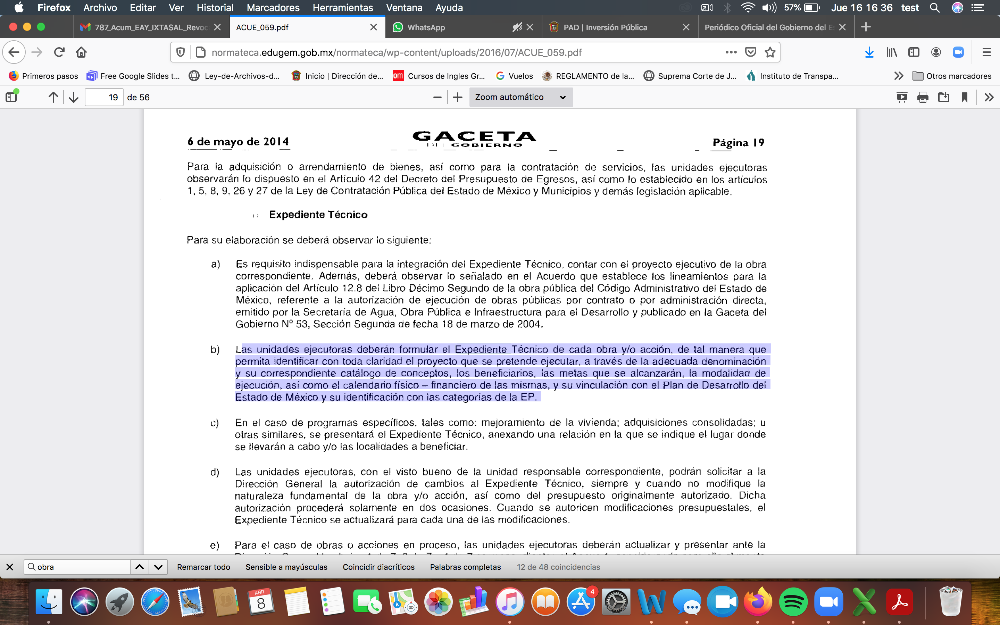 Firefox Archivo Editar Ver Historial Marcadores Herramientas Ventana Ayuda 57% Jue 16 16 36 test
787_Acum_EAY_IXTASAL_Revoc ACUE_059.pdf WhatsApp PAD | Inversión Pública Periódico Oficial del Gobierno del E
normateca.edugem.gob.mx/normateca/wp-content/uploads/2016/07/ACUE_059.pdf
Primeros pasos Free Google Slides t... Ley-de-Archivos-d... Inicio | Dirección de... om Cursos de Ingles Gr... Vuelos REGLAMENTO de la... Suprema Corte de J... Instituto de Transpa... Otros marcadores
19 de 56 Zoom automático
6 de mayo de 2014 GACETA Página 19
DEL GOBIERNO
Para la adquisición o arrendamiento de bienes, así como para la contratación de servicios, las unidades ejecutoras
observarán lo dispuesto en el Artículo 42 del Decreto del Presupuesto de Egresos, así como lo establecido en los artículos
1, 5, 8, 9, 26 y 27 de la Ley de Contratación Pública del Estado de México y Municipios y demás legislación aplicable.
Expediente Técnico
Para su elaboración se deberá observar lo siguiente:
a) Es requisito indispensable para la integración del Expediente Técnico, contar con el proyecto ejecutivo de la obra
correspondiente. Además, deberá observar lo señalado en el Acuerdo que establece los lineamientos para la
aplicación del Artículo 12.8 del Libro Décimo Segundo de la obra pública del Código Administrativo del Estado de
México, referente a la autorización de ejecución de obras públicas por contrato o por administración directa,
emitido por la Secretaría de Agua, Obra Pública e Infraestructura para el Desarrollo y publicado en la Gaceta del
Gobierno Nº 53, Sección Segunda de fecha 18 de marzo de 2004.
b) Las unidades ejecutoras deberán formular el Expediente Técnico de cada obra y/o acción, de tal manera que
permita identificar con toda claridad el proyecto que se pretende ejecutar, a través de la adecuada denominación
y su correspondiente catálogo de conceptos, los beneficiarios, las metas que se alcanzarán, la modalidad de
ejecución, así como el calendario físico – financiero de las mismas, y su vinculación con el Plan de Desarrollo del
Estado de México y su identificación con las categorías de la EP.
c) En el caso de programas específicos, tales como: mejoramiento de la vivienda; adquisiciones consolidadas; u
otras similares, se presentará el Expediente Técnico, anexando una relación en la que se indique el lugar donde
se llevarán a cabo y/o las localidades a beneficiar.
d) Las unidades ejecutoras, con el visto bueno de la unidad responsable correspondiente, podrán solicitar a la
Dirección General la autorización de cambios al Expediente Técnico, siempre y cuando no modifique la
naturaleza fundamental de la obra y/o acción, así como del presupuesto originalmente autorizado. Dicha
autorización procederá solamente en dos ocasiones. Cuando se autoricen modificaciones presupuestales, el
Expediente Técnico se actualizará para cada una de las modificaciones.
e) Para el caso de obras o acciones en proceso, las unidades ejecutoras deberán actualizar y presentar ante la
obra Remarcar todo Sensible a mayúsculas Coincidir diacríticos Palabras completas 12 de 48 coincidencias
ABR
8
3D
4